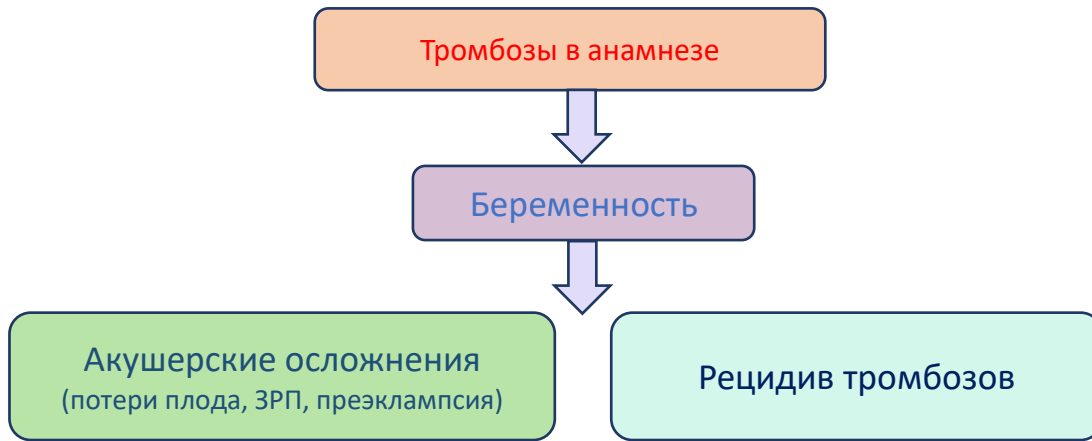 Тромбозы в анамнезе
Беременность
Акушерские осложнения
(потери плода, ЗРП, преэклампсия)
Рецидив тромбозов